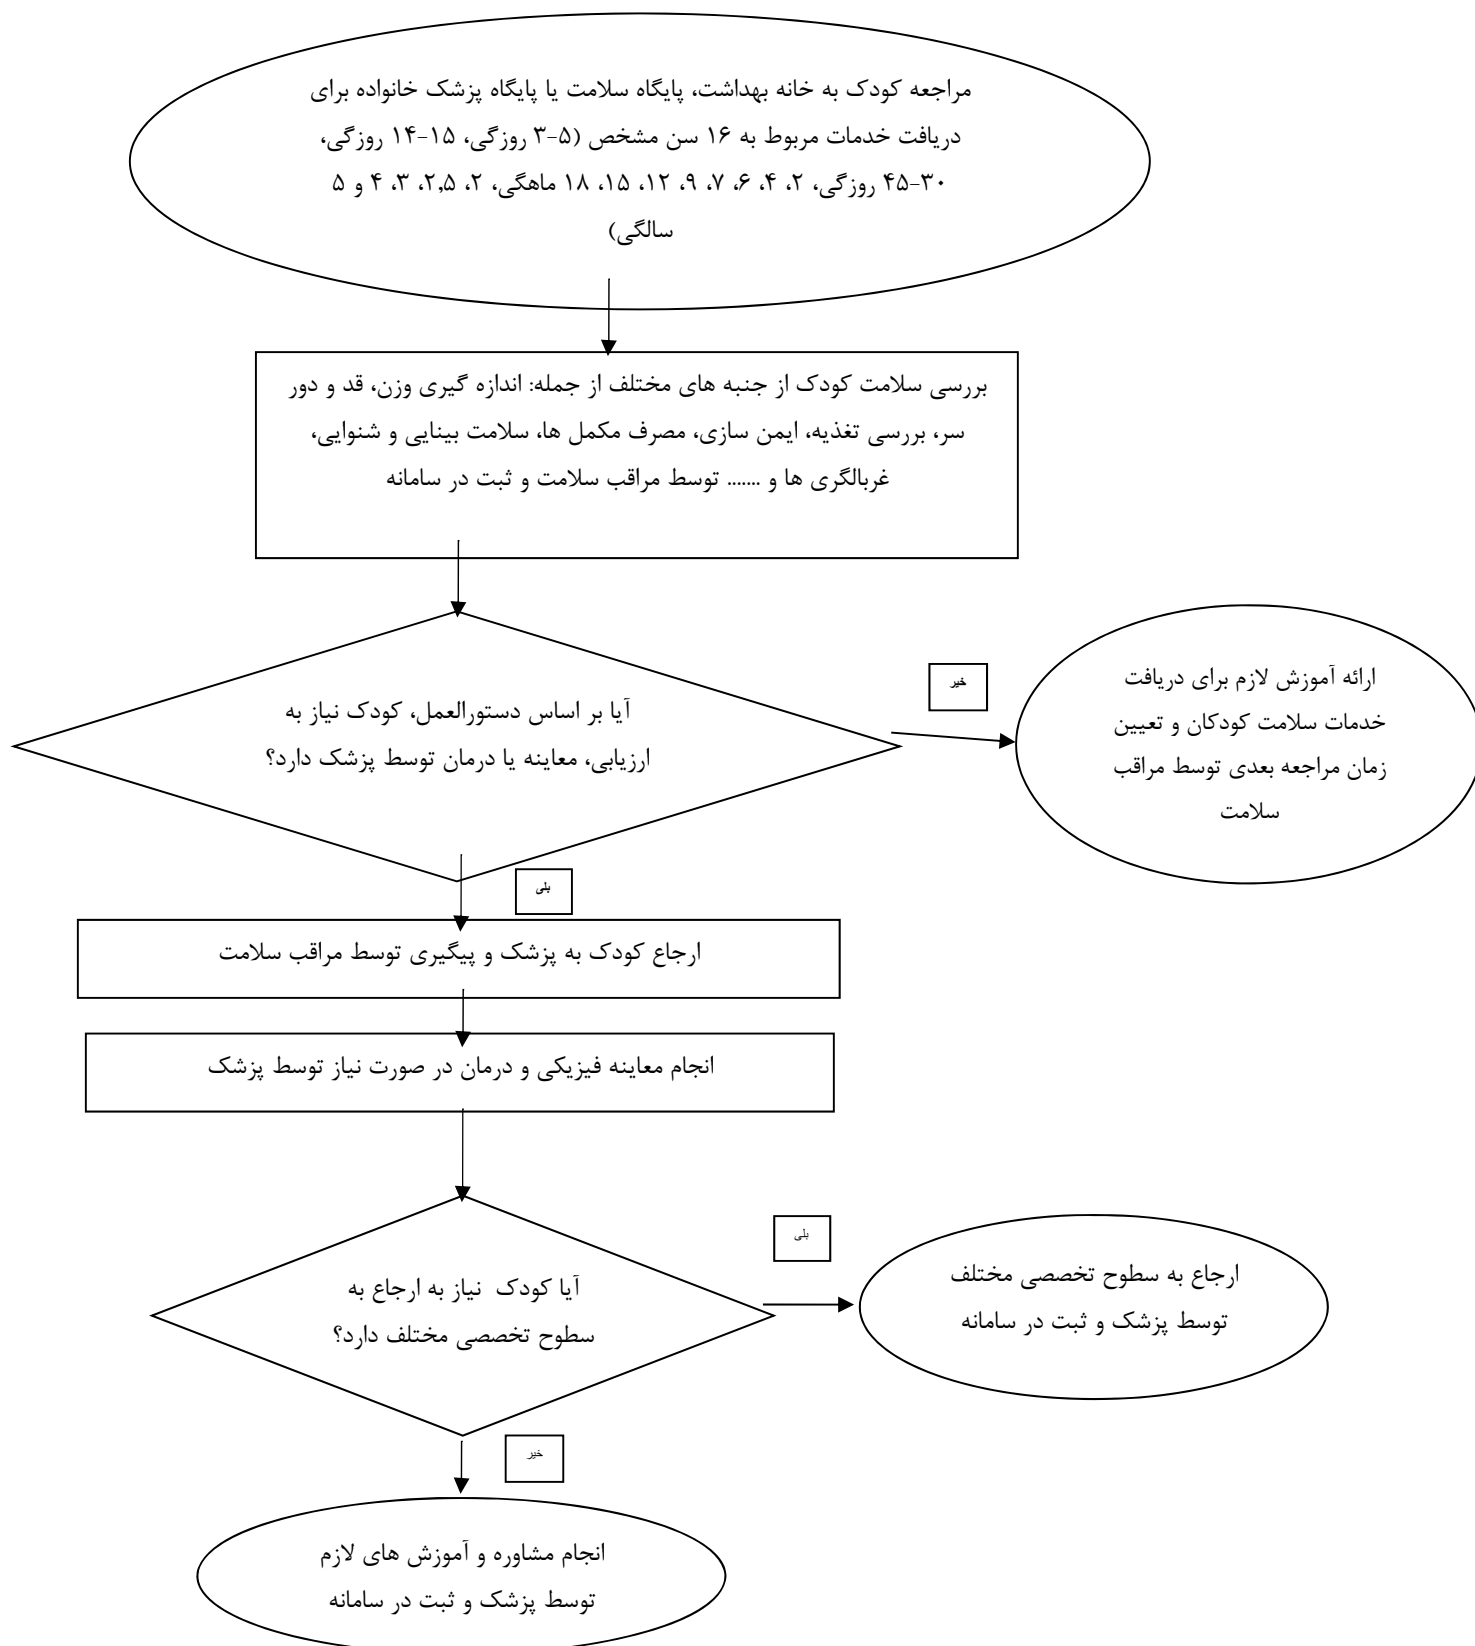 مراجعه کودک به خانه بهداشت، پایگاه سلامت یا پایگاه پزشک خانواده برای
دریافت خدمات مربوط به ۱۶ سن مشخص (۵-۳ روزگی، ۱۵-۱۴ روزگی،
۴۵-۳۰ روزگی، ۲، ۴، ۶، ۷، ۹، ۱۲، ۱۵، ۱۸ ماهگی، ۲، ۲٫۵، ۳، ۴ و ۵
سالگی)
بررسی سلامت کودک از جنبه های مختلف از جمله: اندازه گیری وزن، قد و دور
سر، بررسی تغذیه، ایمن سازی، مصرف مکمل ها، سلامت بینایی و شنوایی،
غربالگری ها و ....... توسط مراقب سلامت و ثبت در سامانه
آیا بر اساس دستورالعمل، کودک نیاز به
ارزیابی، معاینه یا درمان توسط پزشک دارد؟
خیر
ارائه آموزش لازم برای دریافت
خدمات سلامت کودکان و تعیین
زمان مراجعه بعدی توسط مراقب
سلامت
بلی
ارجاع کودک به پزشک و پیگیری توسط مراقب سلامت
انجام معاینه فیزیکی و درمان در صورت نیاز توسط پزشک
آیا کودک نیاز به ارجاع به
سطوح تخصصی مختلف دارد؟
بلی
ارجاع به سطوح تخصصی مختلف
توسط پزشک و ثبت در سامانه
خیر
انجام مشاوره و آموزش های لازم
توسط پزشک و ثبت در سامانه